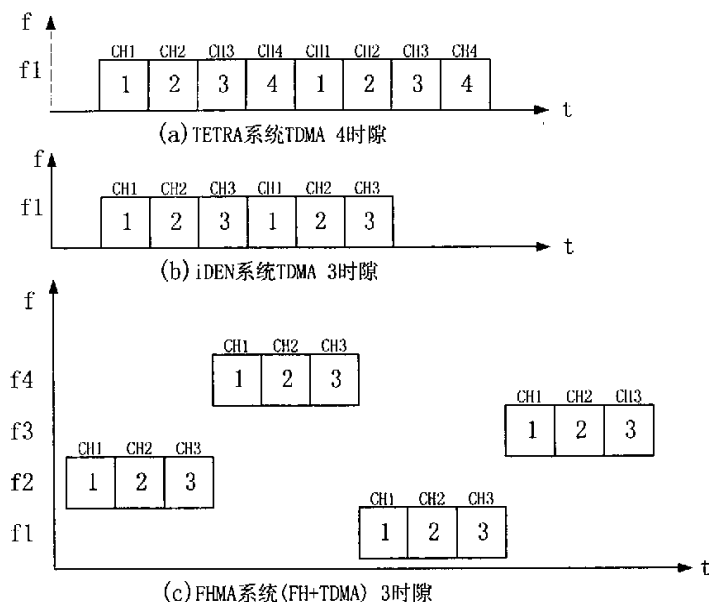 f
CH1 CH2 CH3 CH4 CH1 CH2 CH3 CH4
f1 1 2 3 4 1 2 3 4
t
(a)TETRA系统TDMA 4时隙
f
CH1 CH2 CH3 CH1 CH2 CH3
f1 1 2 3 1 2 3
t
(b)iDEN系统TDMA 3时隙
f
CH1 CH2 CH3
f4 1 2 3
CH1 CH2 CH3
f3 1 2 3
CH1 CH2 CH3
f2 1 2 3
CH1 CH2 CH3
f1 1 2 3
t
(c)FHMA系统(FH+TDMA) 3时隙